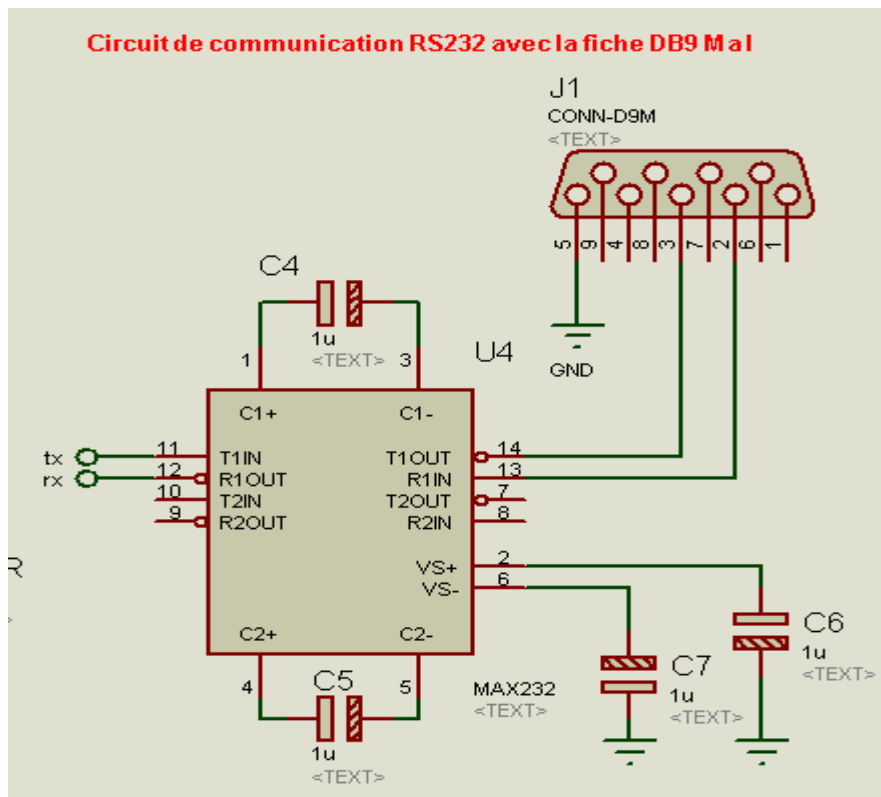 Circuit de communication RS232 avec la fiche DB9 Mal
J1
CONN-D9M
<TEXT>
5 9 4 8 3 7 2 6 1
GND
C4
1u
<TEXT>
1
3
U4
C1+ C1-
tx 11 T1IN T1OUT 14
rx 12 R1OUT R1IN 13
10 T2IN T2OUT 7
9 R2OUT R2IN 8
VS+ 2
VS- 6
C2+ C2-
4
5
C5
1u
<TEXT>
MAX232
<TEXT>
C7
1u
<TEXT>
C6
1u
<TEXT>
R